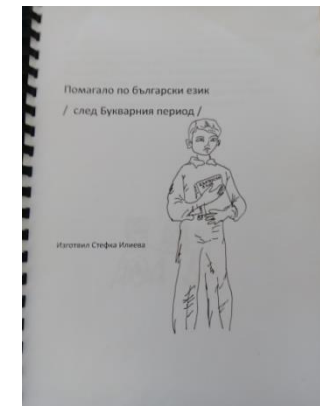 Помагало по български език
/ след Букварния период /
Изготвил Стефка Илиева